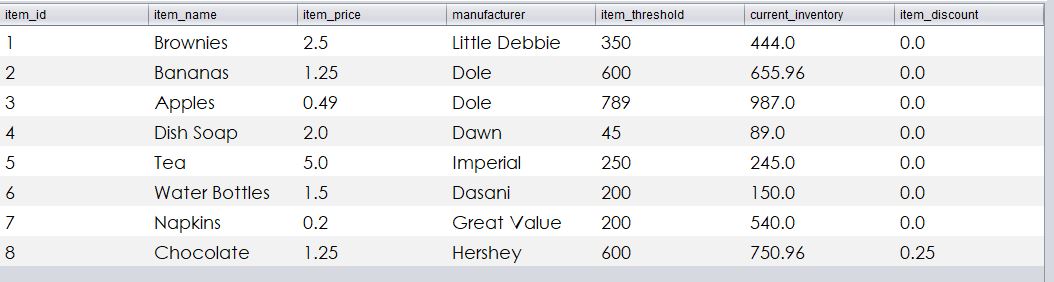 item_id item_name item_price manufacturer item_threshold current_inventory item_discount
1 Brownies 2.5 Little Debbie 350 444.0 0.0
2 Bananas 1.25 Dole 600 655.96 0.0
3 Apples 0.49 Dole 789 987.0 0.0
4 Dish Soap 2.0 Dawn 45 89.0 0.0
5 Tea 5.0 Imperial 250 245.0 0.0
6 Water Bottles 1.5 Dasani 200 150.0 0.0
7 Napkins 0.2 Great Value 200 540.0 0.0
8 Chocolate 1.25 Hershey 600 750.96 0.25